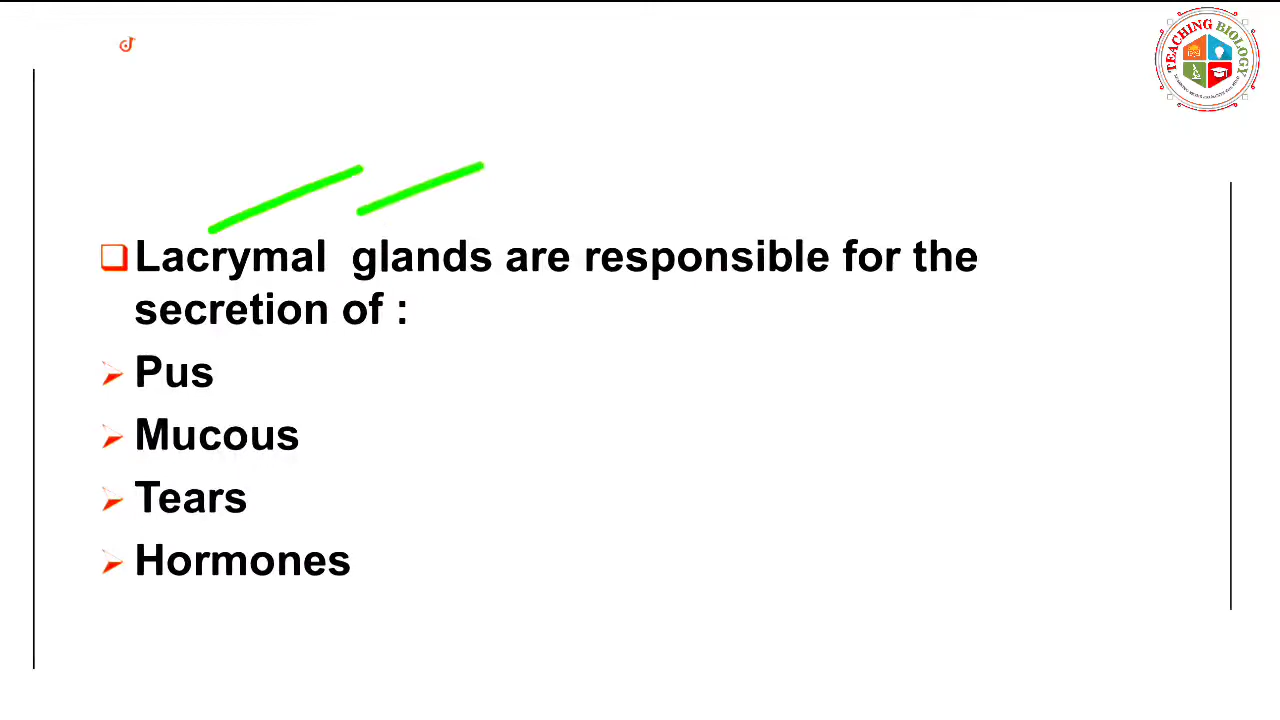 TEACHING BIOLOGY
Lacrymal glands are responsible for the
secretion of :
Pus
Mucous
Tears
Hormones